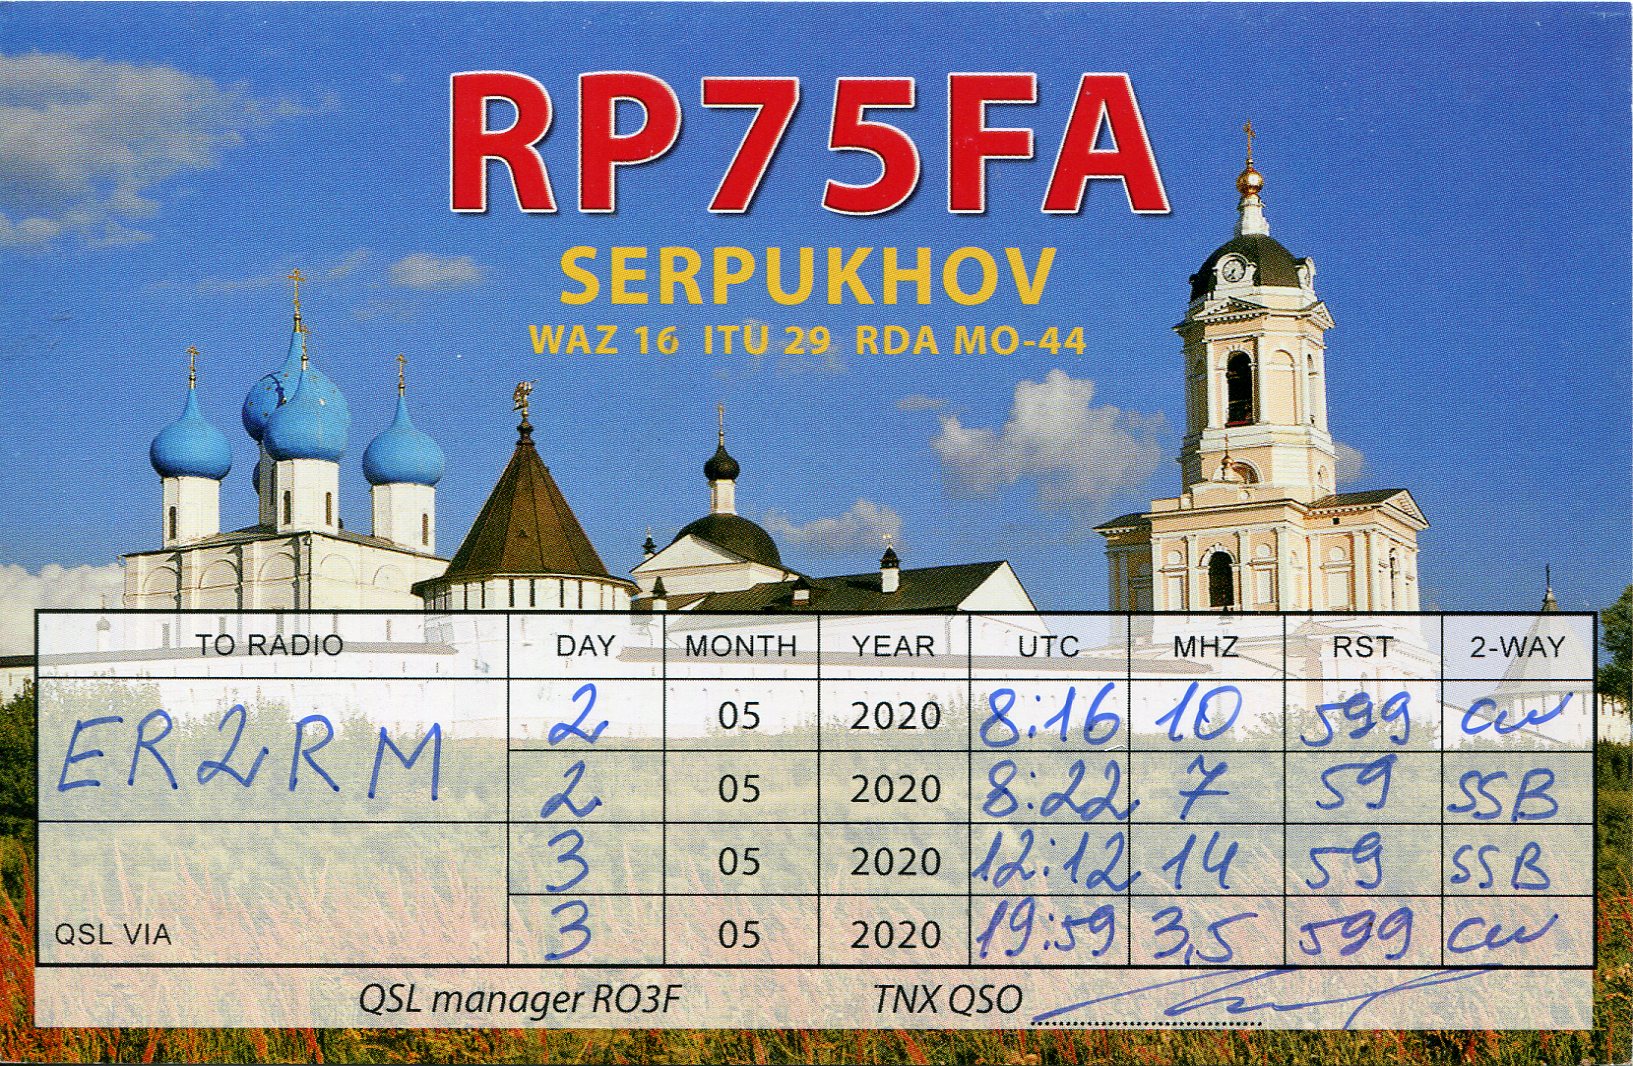 RP75FA
SERPUKHOV
WAZ 16 ITU 29 RDA MO-44
TO RADIO DAY MONTH YEAR UTC MHZ RST 2-WAY
ER2RM 2 05 2020 8:16 10 599 CW
2 05 2020 8:22 7 59 SSB
3 05 2020 12:12 14 59 SSB
QSL VIA 3 05 2020 19:59 3,5 599 CW
QSL manager RO3F TNX QSO